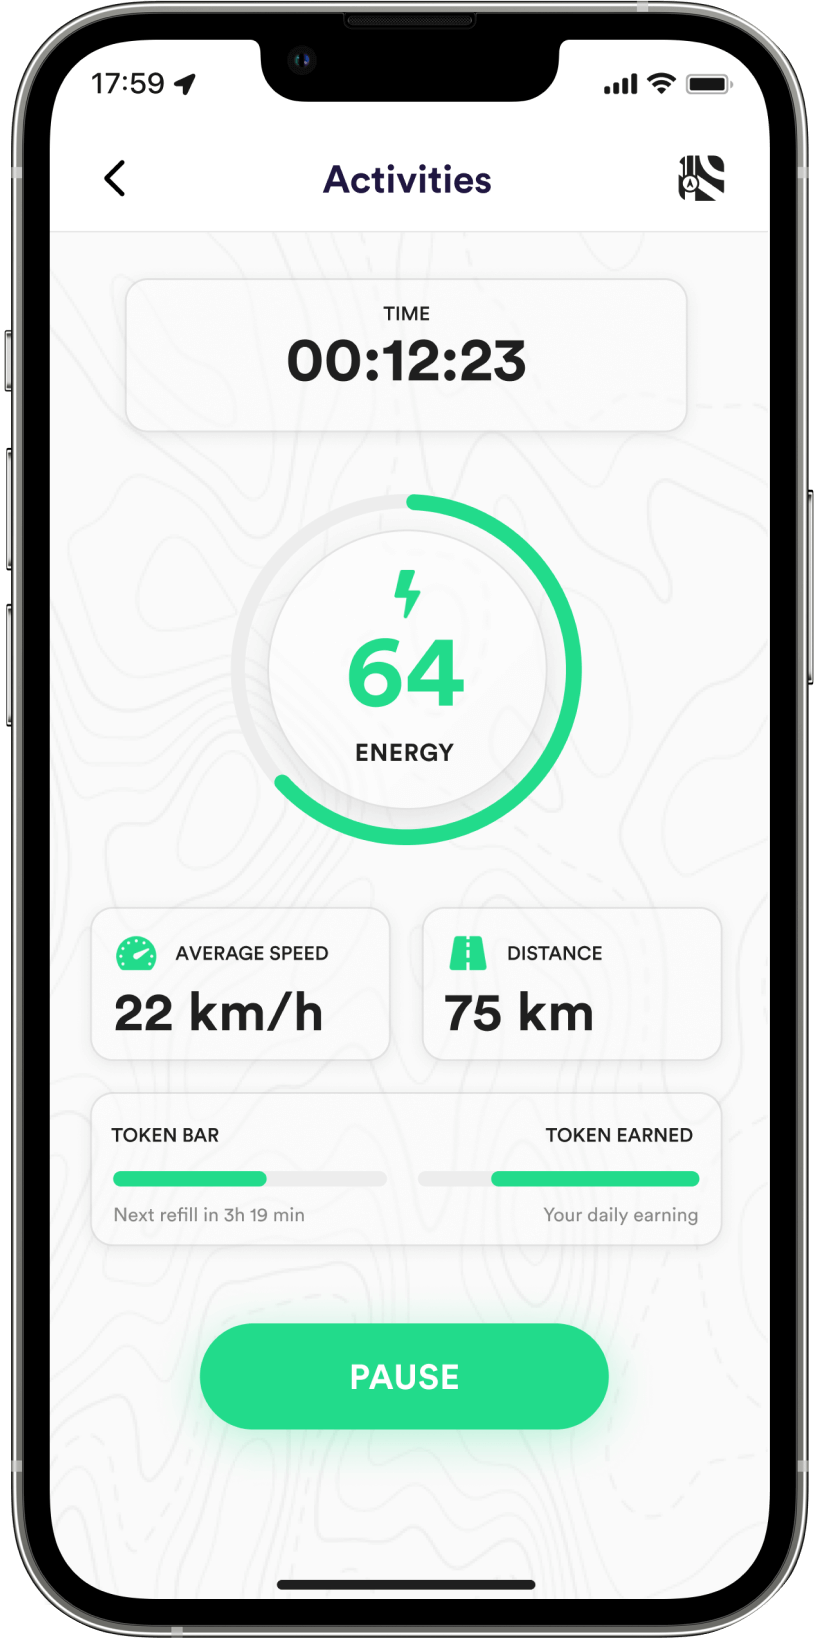 17:59
Activities
TIME
00:12:23
64
ENERGY
AVERAGE SPEED
22 km/h
DISTANCE
75 km
TOKEN BAR
Next refill in 3h 19 min
TOKEN EARNED
Your daily earning
PAUSE